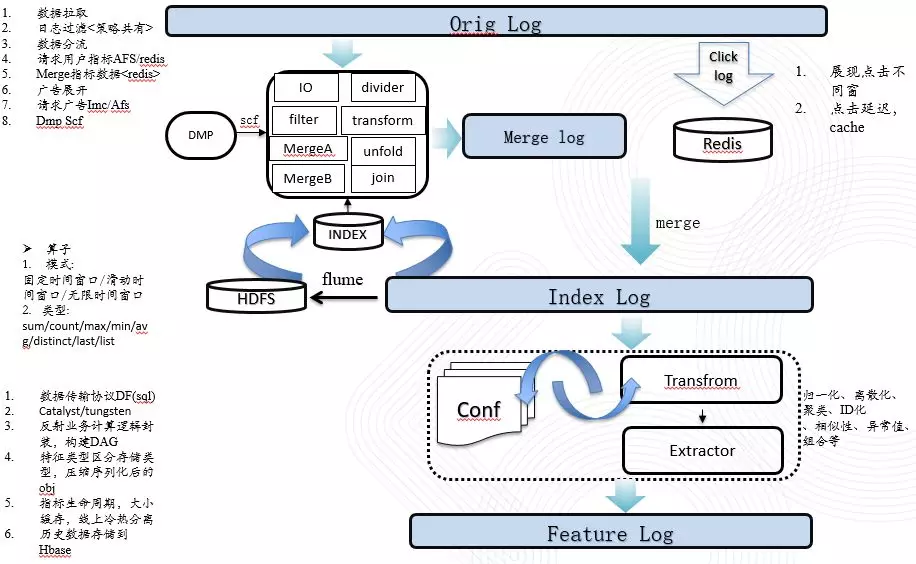 1. 数据拉取
2. 日志过滤<策略共有>
3. 数据分流
4. 请求用户指标AFS/redis
5. Merge指标数据<redis>
6. 广告展开
7. 请求广告Imc/Afs
8. Dmp Scf
Orig Log
Click
log
1. 展现点击不
同窗
2. 点击延迟，
cache
Redis
DMP
scf
IO
divider
filter
transform
MergeA
unfold
MergeB
join
Merge log
merge
INDEX
HDFS
flume
Index Log
➤ 算子
1. 模式:
固定时间窗口/滑动时
间窗口/无限时间窗口
2. 类型:
sum/count/max/min/av
g/distinct/last/list
Conf
Transfrom
Extractor
归一化、离散化、
聚类、ID化
、相似性、异常值、
组合等
1. 数据传输协议DF(sql)
2. Catalyst/tungsten
3. 反射业务计算逻辑封
装，构建DAG
4. 特征类型区分存储类
型，压缩序列化后的
obj
5. 指标生命周期，大小
缓存，线上冷热分离
6. 历史数据存储到
Hbase
Feature Log